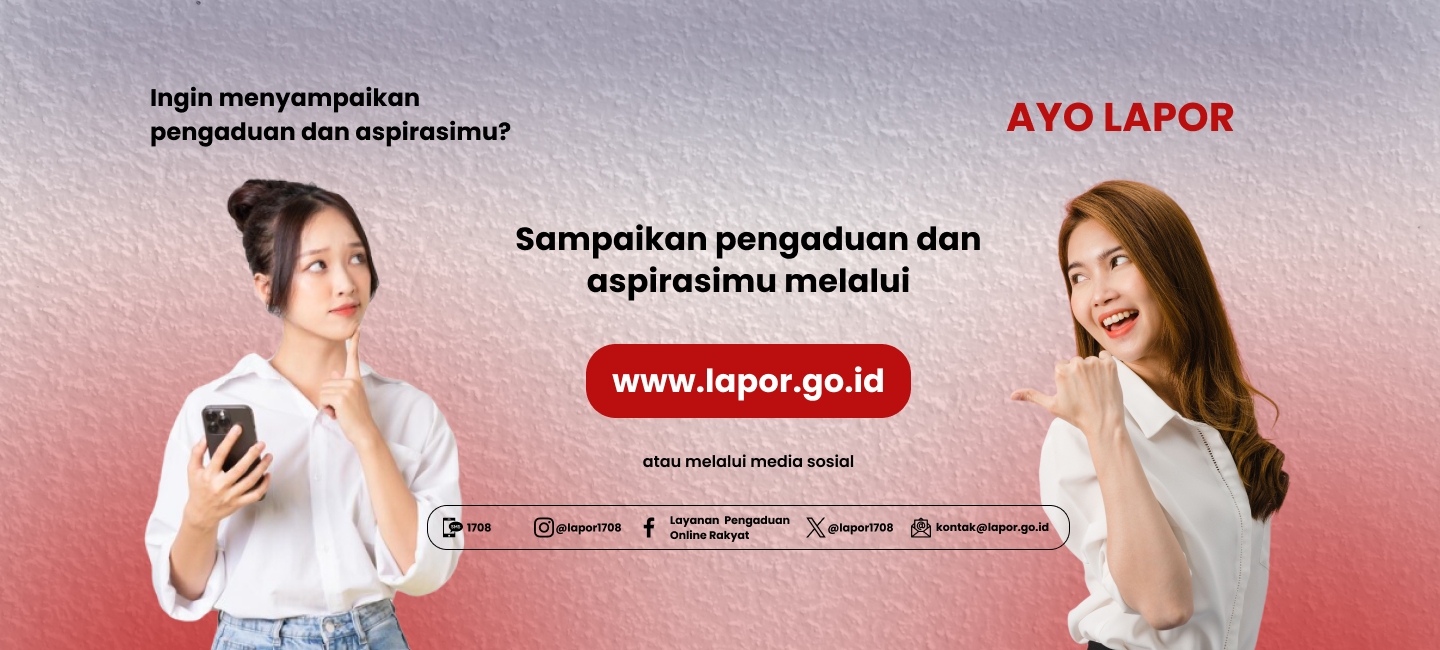 Ingin menyampaikan
pengaduan dan aspirasimu?
AYO LAPOR
Sampaikan pengaduan dan
aspirasimu melalui
www.lapor.go.id
atau melalui media sosial
SMS 1708
@lapor1708
Layanan Pengaduan
Online Rakyat
@lapor1708
@ kontak@lapor.go.id